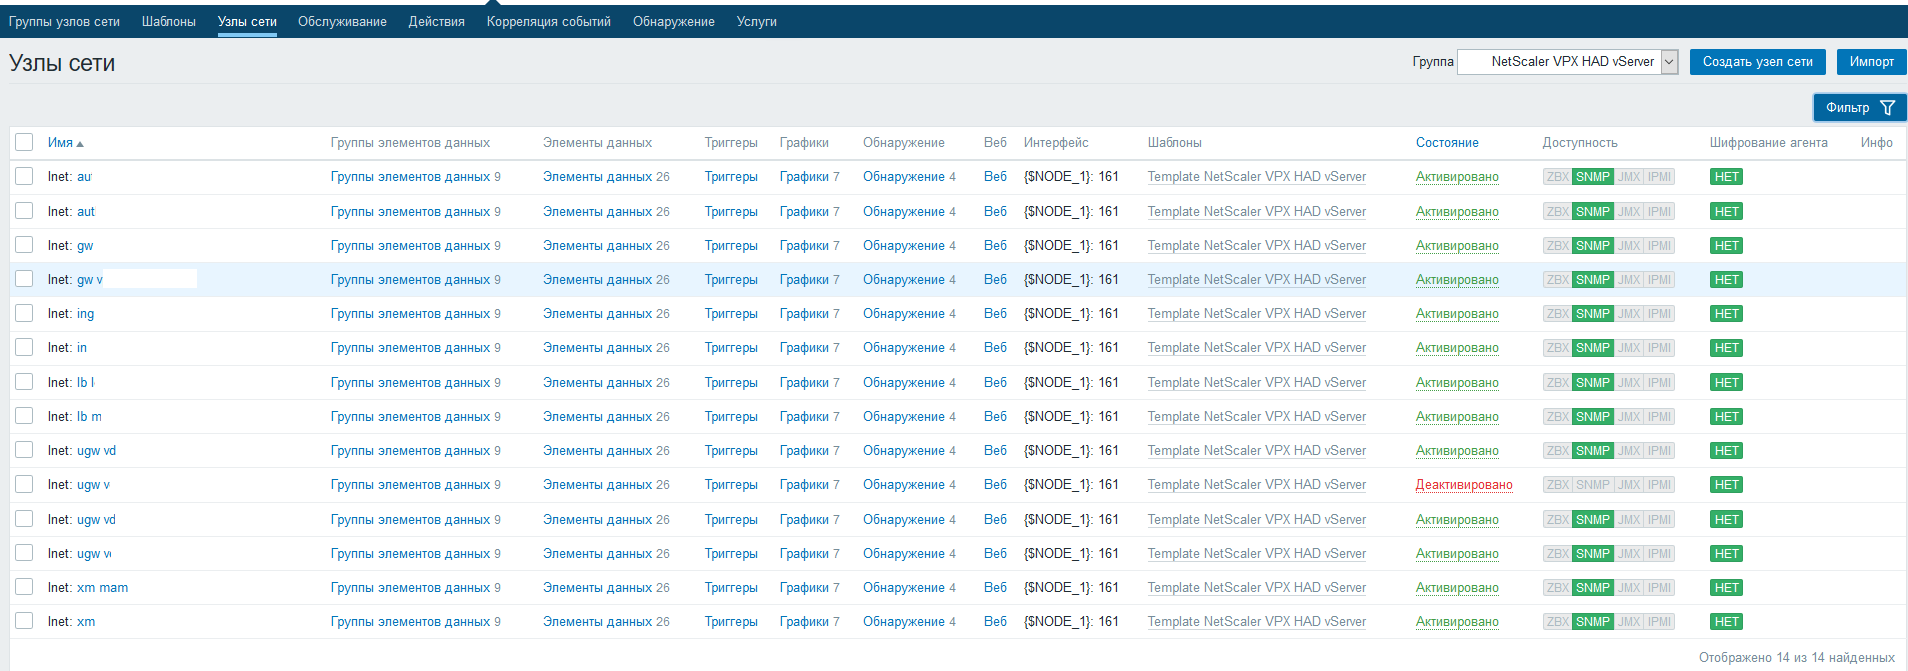 Группы узлов сети Шаблоны Узлы сети Обслуживание Действия Корреляция событий Обнаружение Услуги
Узлы сети Группа NetScaler VPX HAD vServer Создать узел сети Импорт
Фильтр
Имя Группы элементов данных Элементы данных Триггеры Графики Обнаружение Веб Интерфейс Шаблоны Состояние Доступность Шифрование агента Инфо
Inet: au Группы элементов данных 9 Элементы данных 26 Триггеры Графики 7 Обнаружение 4 Веб {$NODE_1}: 161 Template NetScaler VPX HAD vServer Активировано ZBX SNMP JMX IPMI НЕТ
Inet: aut Группы элементов данных 9 Элементы данных 26 Триггеры Графики 7 Обнаружение 4 Веб {$NODE_1}: 161 Template NetScaler VPX HAD vServer Активировано ZBX SNMP JMX IPMI НЕТ
Inet: gw Группы элементов данных 9 Элементы данных 26 Триггеры Графики 7 Обнаружение 4 Веб {$NODE_1}: 161 Template NetScaler VPX HAD vServer Активировано ZBX SNMP JMX IPMI НЕТ
Inet: gw v Группы элементов данных 9 Элементы данных 26 Триггеры Графики 7 Обнаружение 4 Веб {$NODE_1}: 161 Template NetScaler VPX HAD vServer Активировано ZBX SNMP JMX IPMI НЕТ
Inet: ing Группы элементов данных 9 Элементы данных 26 Триггеры Графики 7 Обнаружение 4 Веб {$NODE_1}: 161 Template NetScaler VPX HAD vServer Активировано ZBX SNMP JMX IPMI НЕТ
Inet: in Группы элементов данных 9 Элементы данных 26 Триггеры Графики 7 Обнаружение 4 Веб {$NODE_1}: 161 Template NetScaler VPX HAD vServer Активировано ZBX SNMP JMX IPMI НЕТ
Inet: lb Группы элементов данных 9 Элементы данных 26 Триггеры Графики 7 Обнаружение 4 Веб {$NODE_1}: 161 Template NetScaler VPX HAD vServer Активировано ZBX SNMP JMX IPMI НЕТ
Inet: lb m Группы элементов данных 9 Элементы данных 26 Триггеры Графики 7 Обнаружение 4 Веб {$NODE_1}: 161 Template NetScaler VPX HAD vServer Активировано ZBX SNMP JMX IPMI НЕТ
Inet: ugw vd Группы элементов данных 9 Элементы данных 26 Триггеры Графики 7 Обнаружение 4 Веб {$NODE_1}: 161 Template NetScaler VPX HAD vServer Активировано ZBX SNMP JMX IPMI НЕТ
Inet: ugw v Группы элементов данных 9 Элементы данных 26 Триггеры Графики 7 Обнаружение 4 Веб {$NODE_1}: 161 Template NetScaler VPX HAD vServer Деактивировано ZBX SNMP JMX IPMI НЕТ
Inet: ugw vd Группы элементов данных 9 Элементы данных 26 Триггеры Графики 7 Обнаружение 4 Веб {$NODE_1}: 161 Template NetScaler VPX HAD vServer Активировано ZBX SNMP JMX IPMI НЕТ
Inet: ugw v Группы элементов данных 9 Элементы данных 26 Триггеры Графики 7 Обнаружение 4 Веб {$NODE_1}: 161 Template NetScaler VPX HAD vServer Активировано ZBX SNMP JMX IPMI НЕТ
Inet: xm mam Группы элементов данных 9 Элементы данных 26 Триггеры Графики 7 Обнаружение 4 Веб {$NODE_1}: 161 Template NetScaler VPX HAD vServer Активировано ZBX SNMP JMX IPMI НЕТ
Inet: xm Группы элементов данных 9 Элементы данных 26 Триггеры Графики 7 Обнаружение 4 Веб {$NODE_1}: 161 Template NetScaler VPX HAD vServer Активировано ZBX SNMP JMX IPMI НЕТ
Отображено 14 из 14 найденных